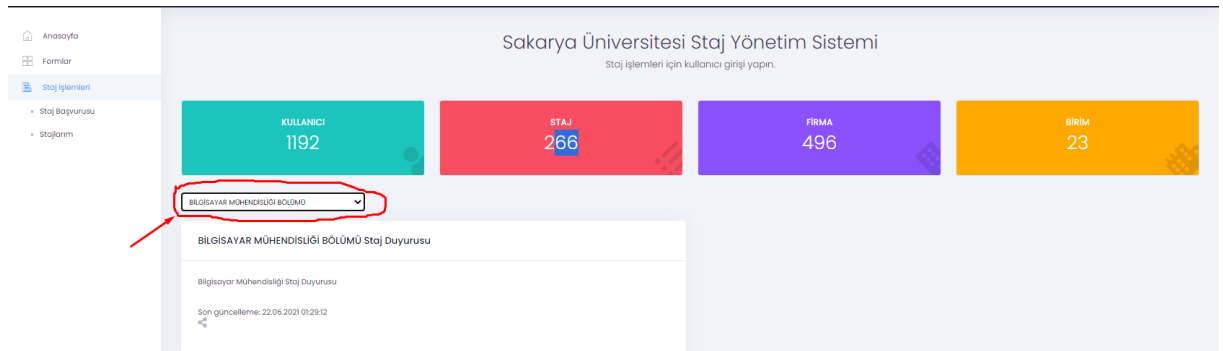 Anasayfa
Formlar
Staj İşlemleri
Staj Başvurusu
Stajlarım
Sakarya Üniversitesi Staj Yönetim Sistemi
Staj işlemleri için kullanıcı girişi yapın.
KULLANICI
1192
STAJ
266
FİRMA
496
BİRİM
23
BİLGİSAYAR MÜHENDİSLİĞİ BÖLÜMÜ
BİLGİSAYAR MÜHENDİSLİĞİ BÖLÜMÜ Staj Duyurusu
Bilgisayar Mühendisliği Staj Duyurusu
Son güncelleme: 22.06.2021 01:29:12